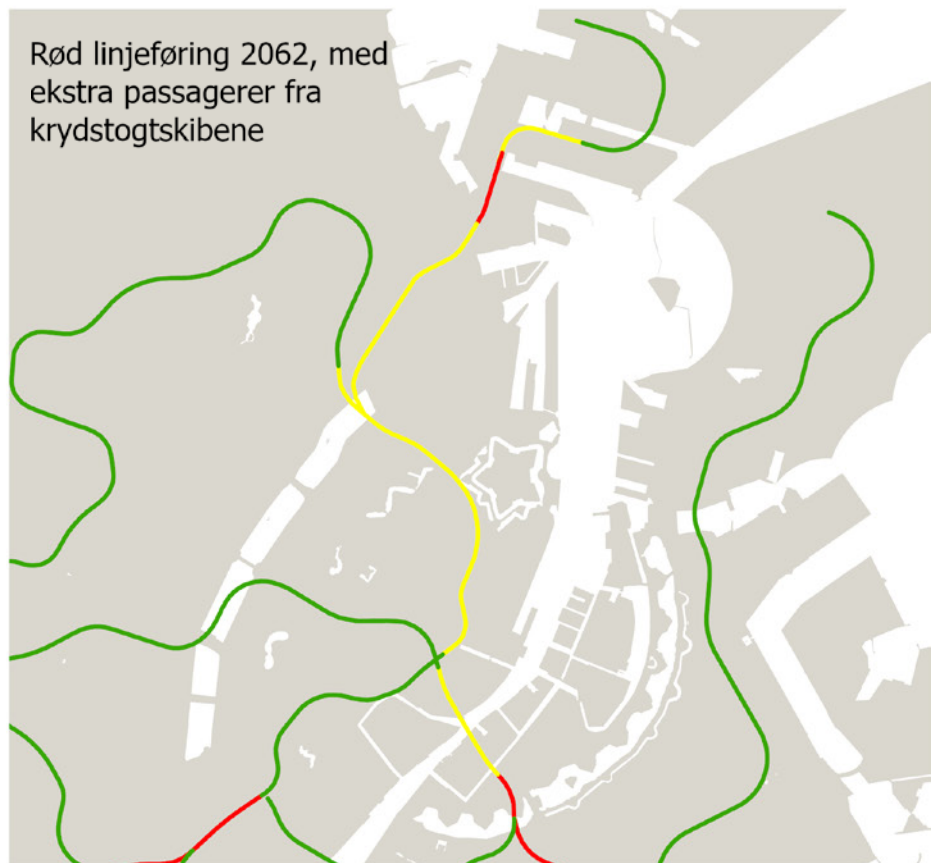 Rød linjeføring 2062, med
ekstra passagerer fra
krydstogtskibene